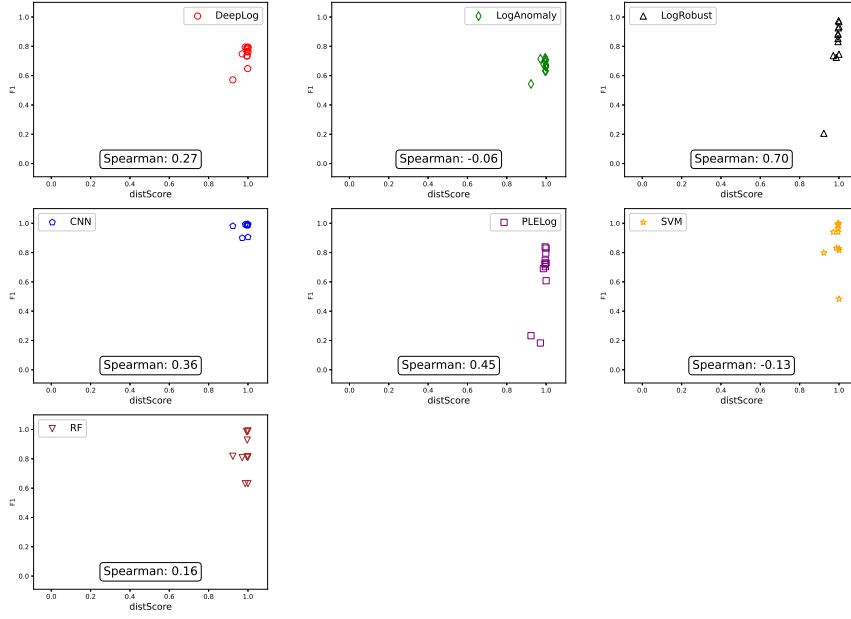 DeepLog
1.0
0.8
0.6
0.4
0.2
0.0
F1
Spearman: 0.27
0.0 0.2 0.4 0.6 0.8 1.0
distScore
LogAnomaly
1.0
0.8
0.6
0.4
0.2
0.0
F1
Spearman: -0.06
0.0 0.2 0.4 0.6 0.8 1.0
distScore
LogRobust
1.0
0.8
0.6
0.4
0.2
0.0
F1
Spearman: 0.70
0.0 0.2 0.4 0.6 0.8 1.0
distScore
CNN
1.0
0.8
0.6
0.4
0.2
0.0
F1
Spearman: 0.36
0.0 0.2 0.4 0.6 0.8 1.0
distScore
PLELog
1.0
0.8
0.6
0.4
0.2
0.0
F1
Spearman: 0.45
0.0 0.2 0.4 0.6 0.8 1.0
distScore
SVM
1.0
0.8
0.6
0.4
0.2
0.0
F1
Spearman: -0.13
0.0 0.2 0.4 0.6 0.8 1.0
distScore
RF
1.0
0.8
0.6
0.4
0.2
0.0
F1
Spearman: 0.16
0.0 0.2 0.4 0.6 0.8 1.0
distScore